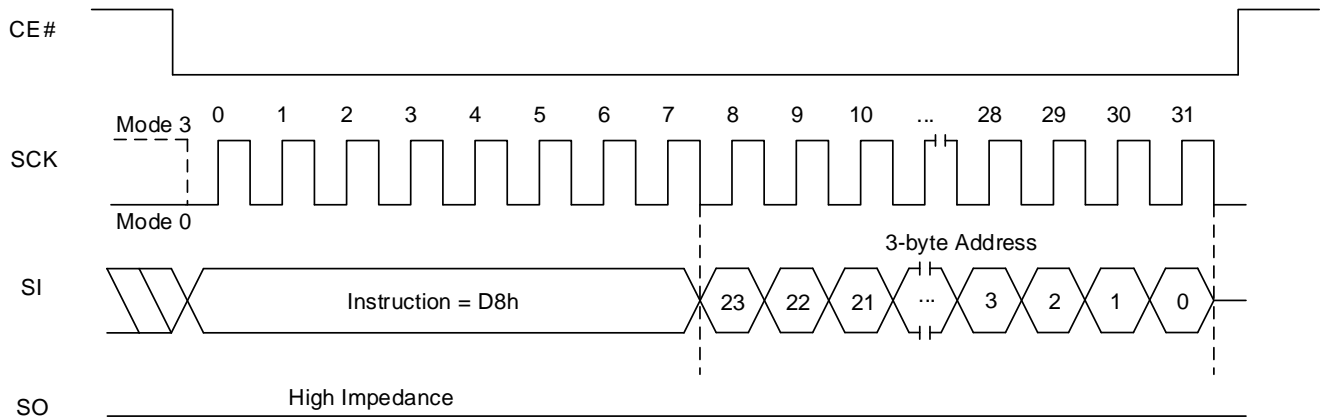 CE#
0 1 2 3 4 5 6 7 8 9 10 ... 28 29 30 31
Mode 3
SCK
Mode 0
3-byte Address
SI
Instruction = D8h 23 22 21 ... 3 2 1 0
High Impedance
SO